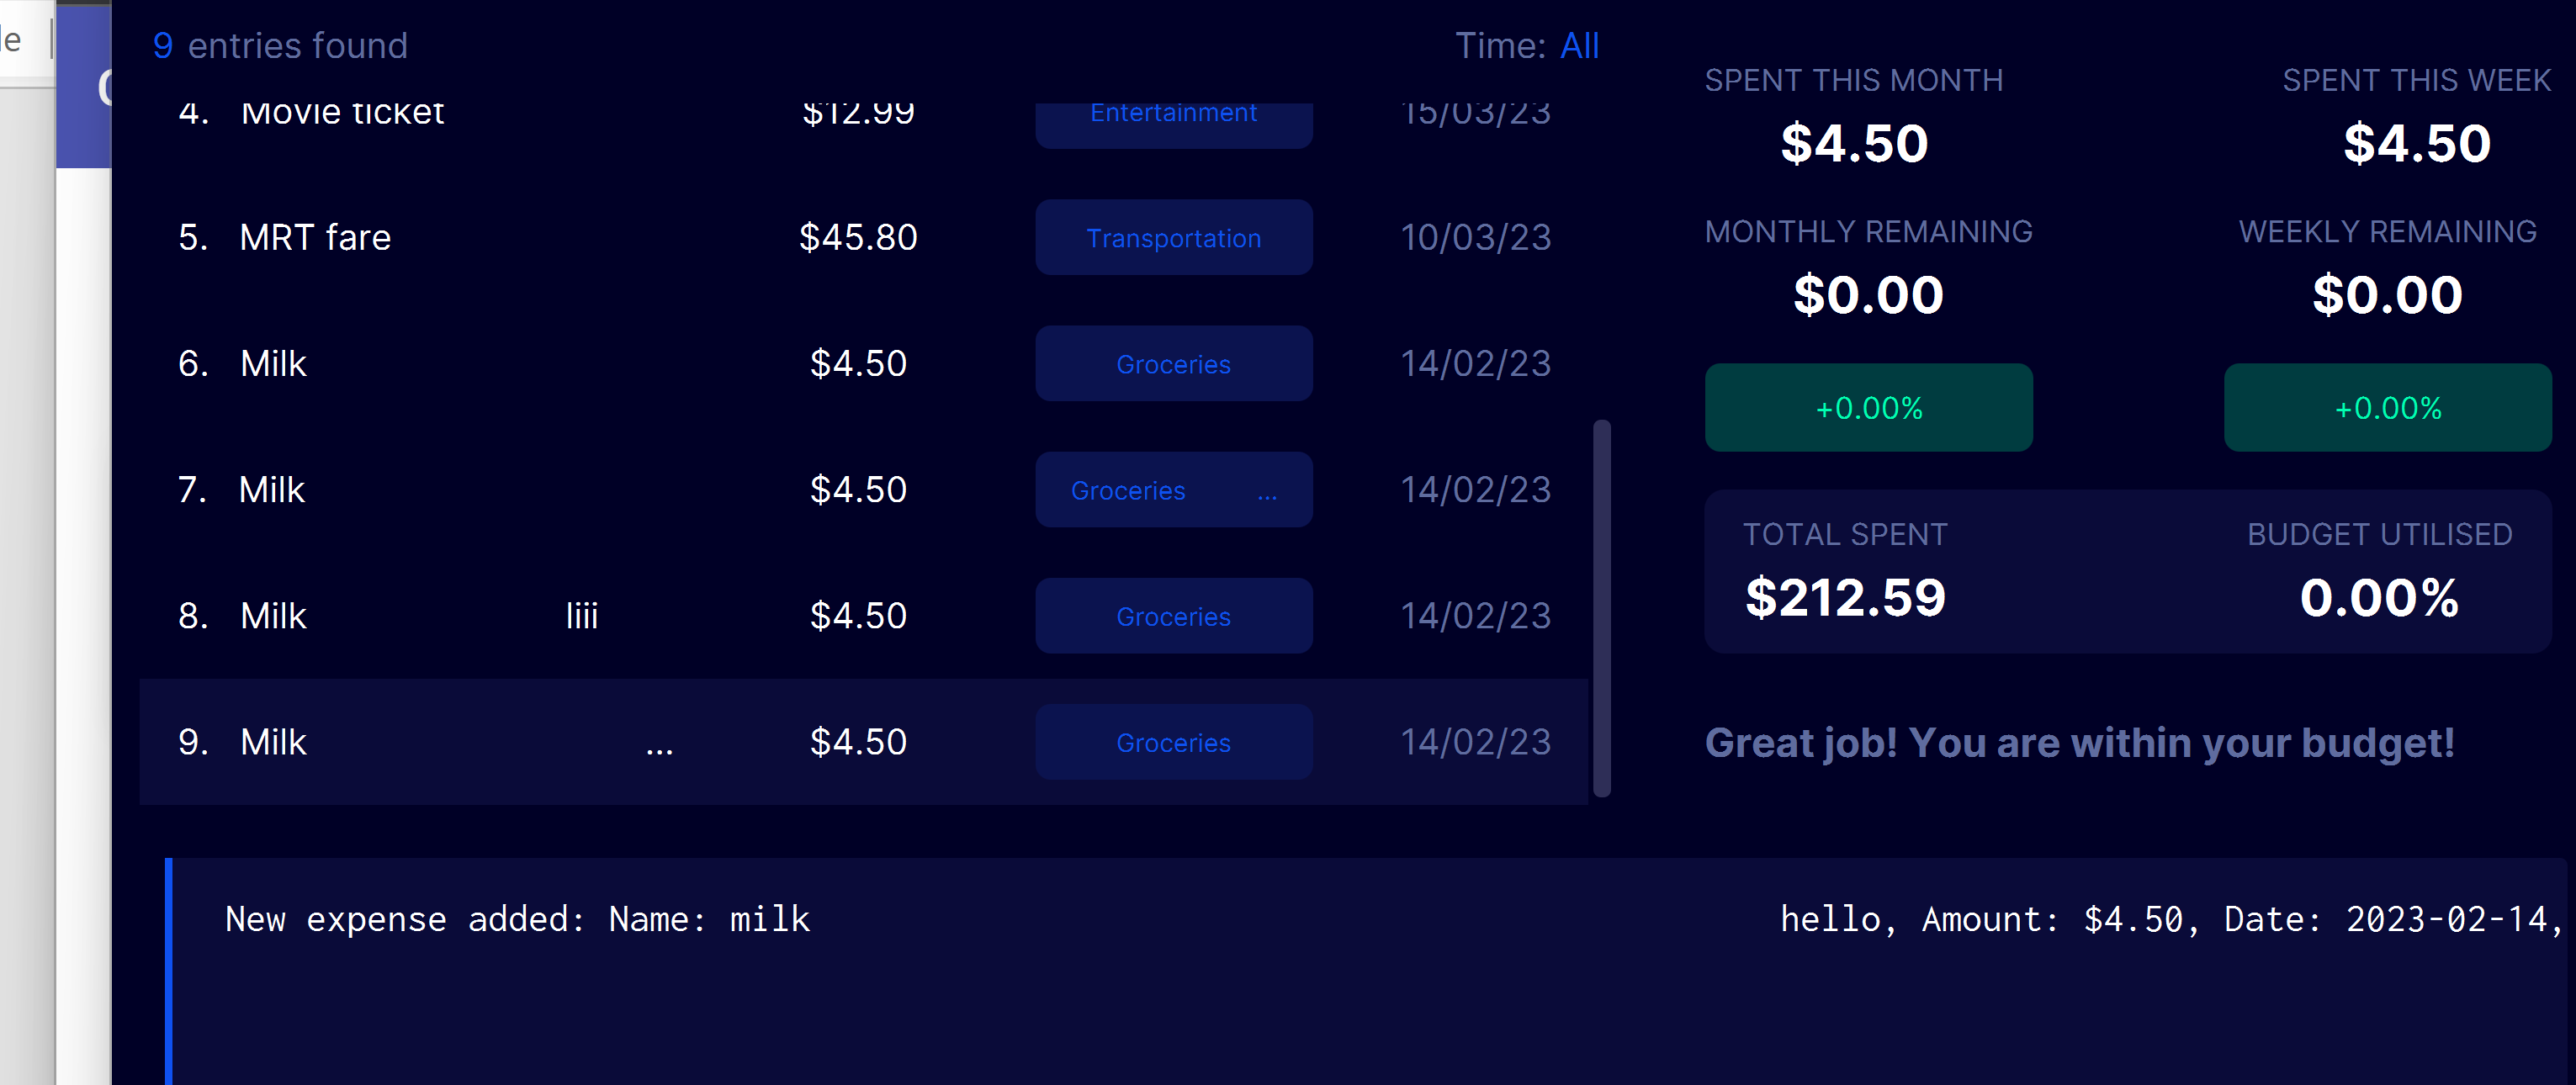 9 entries found Time: All
4. Movie ticket $12.99 Entertainment 15/03/23
5. MRT fare $45.80 Transportation 10/03/23
6. Milk $4.50 Groceries 14/02/23
7. Milk $4.50 Groceries ... 14/02/23
8. Milk liii $4.50 Groceries 14/02/23
9. Milk ... $4.50 Groceries 14/02/23
SPENT THIS MONTH SPENT THIS WEEK
$4.50 $4.50
MONTHLY REMAINING WEEKLY REMAINING
$0.00 $0.00
+0.00% +0.00%
TOTAL SPENT BUDGET UTILISED
$212.59 0.00%
Great job! You are within your budget!
New expense added: Name: milk hello, Amount: $4.50, Date: 2023-02-14,